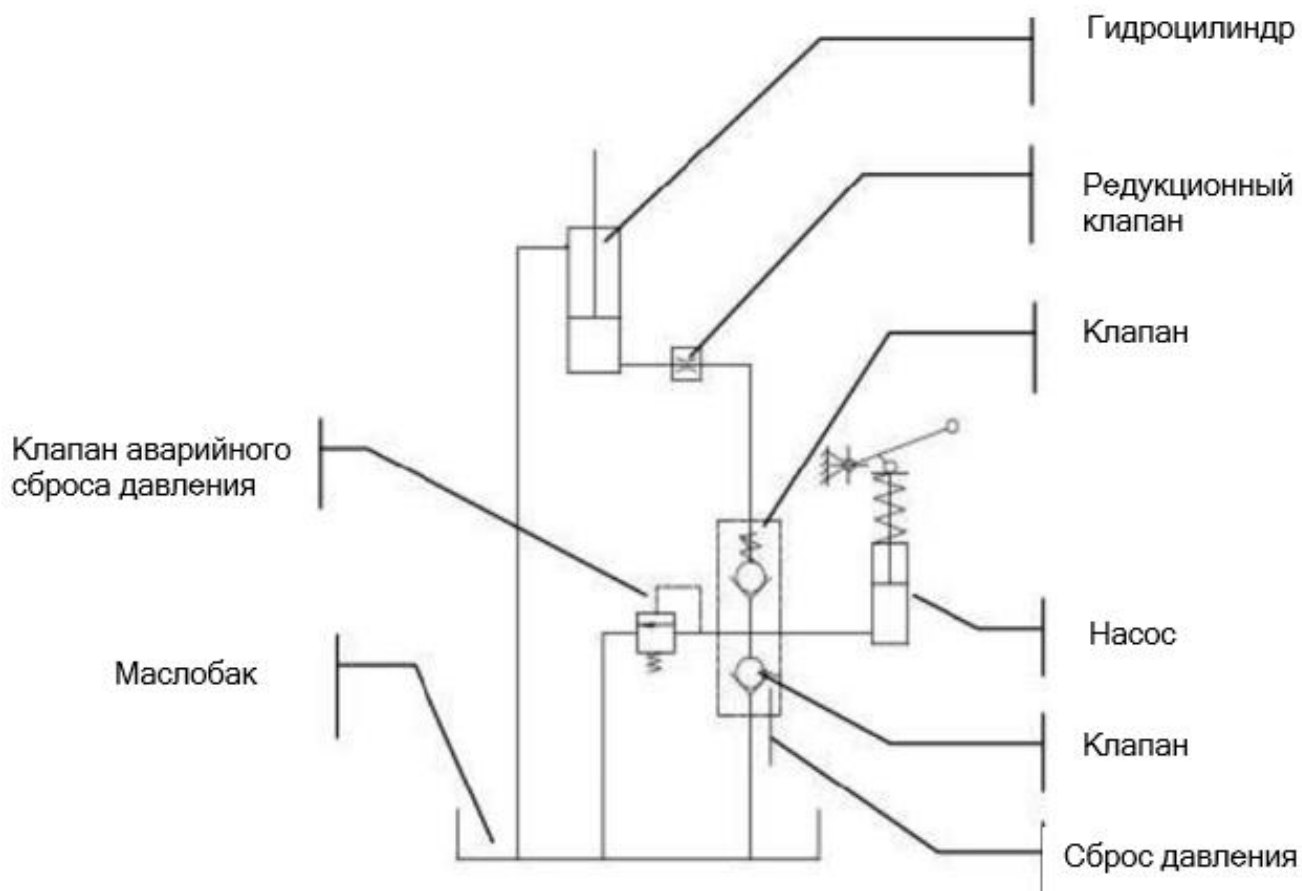 Гидроцилиндр
Редукционный
клапан
Клапан
Клапан аварийного
сброса давления
Насос
Маслобак
Клапан
Сброс давления